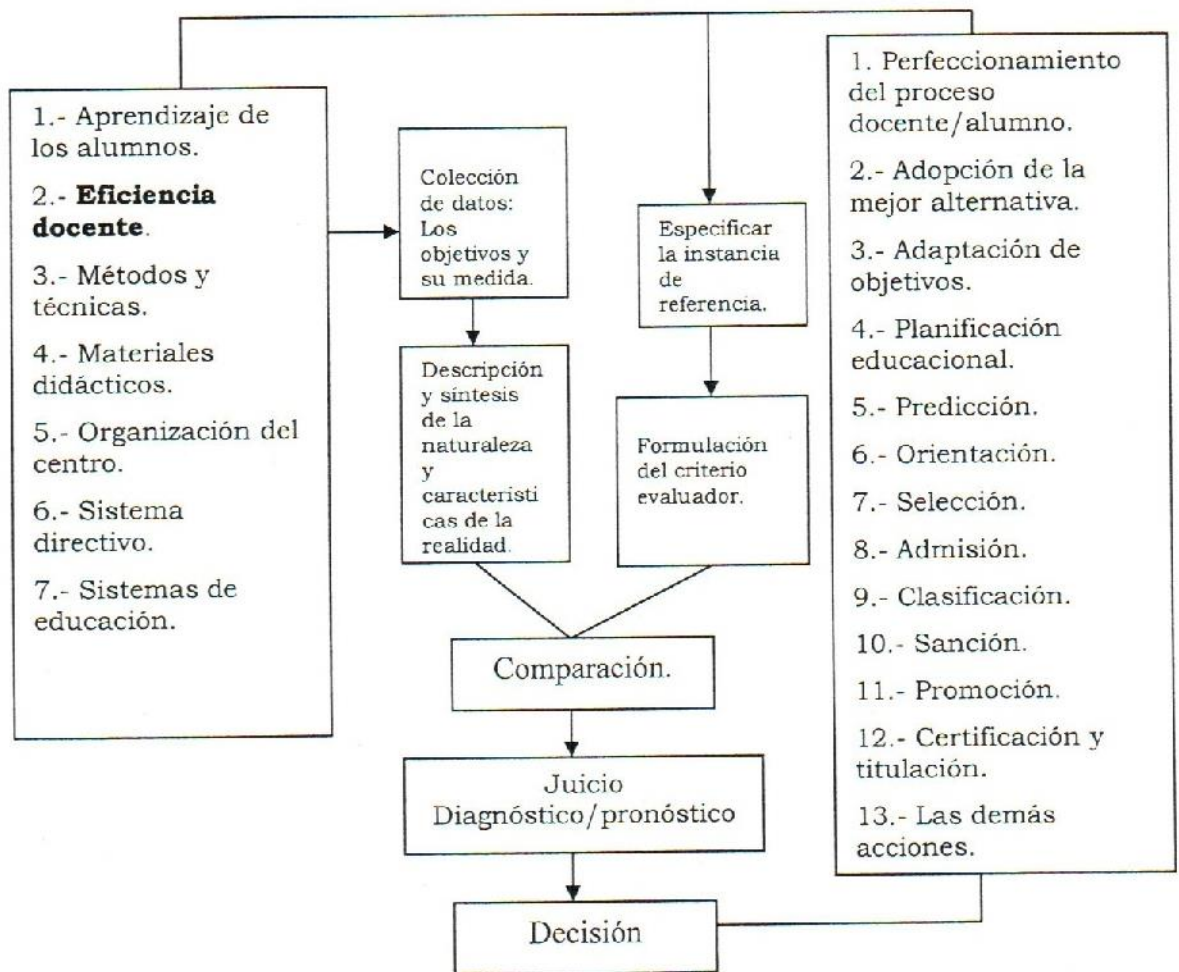 1.- Aprendizaje de
los alumnos.
2.- Eficiencia
docente.
3.- Métodos y
técnicas.
4.- Materiales
didácticos.
5.- Organización del
centro.
6.- Sistema
directivo.
7.- Sistemas de
educación.
Colección
de datos:
Los
objetivos y
su medida.
Descripción
y síntesis
de la
naturaleza
y
característi
cas de la
realidad.
Especificar
la instancia
de
referencia.
Formulación
del criterio
evaluador.
Comparación.
Juicio
Diagnóstico/pronóstico
Decisión
1. Perfeccionamiento
del proceso
docente/alumno.
2.- Adopción de la
mejor alternativa.
3.- Adaptación de
objetivos.
4.- Planificación
educacional.
5.- Predicción.
6.- Orientación.
7.- Selección.
8.- Admisión.
9.- Clasificación.
10.- Sanción.
11.- Promoción.
12.- Certificación y
titulación.
13.- Las demás
acciones.